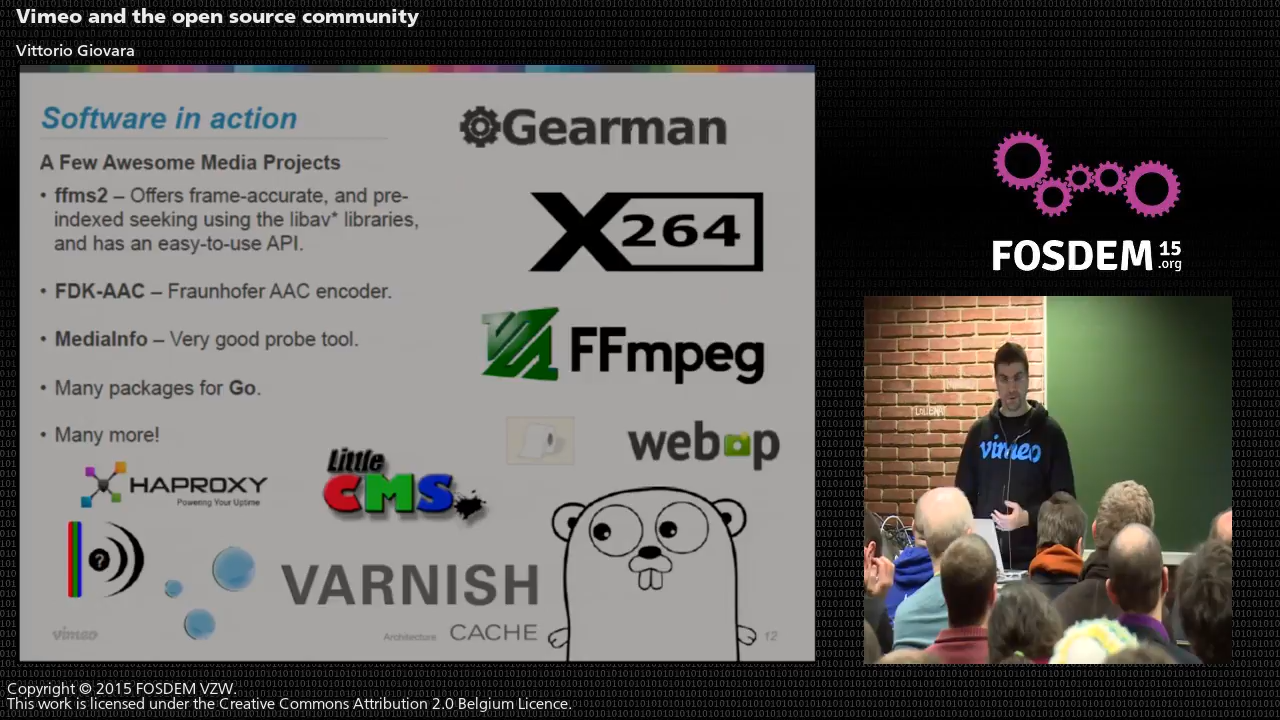 Vimeo and the open source community
Vittorio Giovara
Software in action
A Few Awesome Media Projects
• ffms2 – Offers frame-accurate, and pre-
indexed seeking using the libav* libraries,
and has an easy-to-use API.
• FDK-AAC – Fraunhofer AAC encoder.
• MediaInfo – Very good probe tool.
• Many packages for Go.
• Many more!
Gearman
X264
FFmpeg
webp
HAPROXY
Powering Your Uptime
Little
CMS
?
VARNISH
CACHE
vimeo
Architecture
12
FOSDEM 15
.org
vimeo
Copyright © 2015 FOSDEM VZW.
This work is licensed under the Creative Commons Attribution 2.0 Belgium Licence.